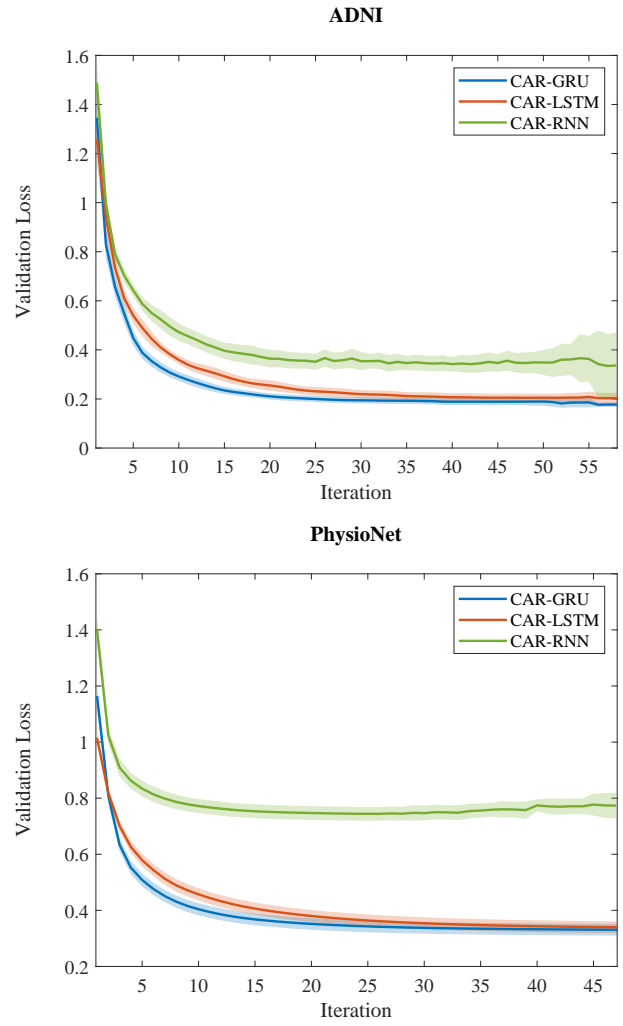 ADNI
1.6
1.4
1.2
1
0.8
0.6
0.4
0.2
0
Validation Loss
CAR-GRU
CAR-LSTM
CAR-RNN
5 10 15 20 25 30 35 40 45 50 55
Iteration
PhysioNet
1.6
1.4
1.2
1
0.8
0.6
0.4
0.2
Validation Loss
CAR-GRU
CAR-LSTM
CAR-RNN
5 10 15 20 25 30 35 40 45
Iteration